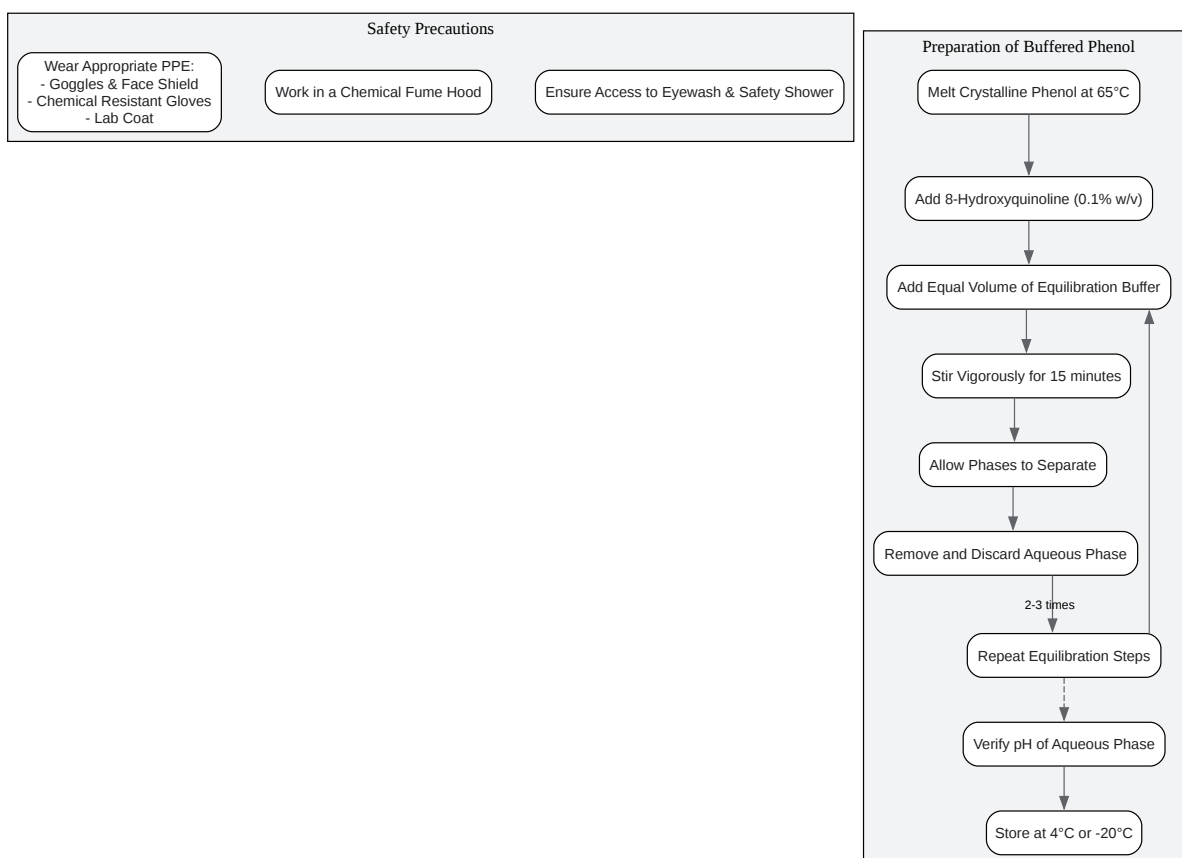 Safety Precautions
Wear Appropriate PPE:
- Goggles & Face Shield
- Chemical Resistant Gloves
- Lab Coat
Work in a Chemical Fume Hood
Ensure Access to Eyewash & Safety Shower
Preparation of Buffered Phenol
Melt Crystalline Phenol at 65°C
Add 8-Hydroxyquinoline (0.1% w/v)
Add Equal Volume of Equilibration Buffer
Stir Vigorously for 15 minutes
Allow Phases to Separate
Remove and Discard Aqueous Phase
2-3 times
Repeat Equilibration Steps
Verify pH of Aqueous Phase
Store at 4°C or -20°C